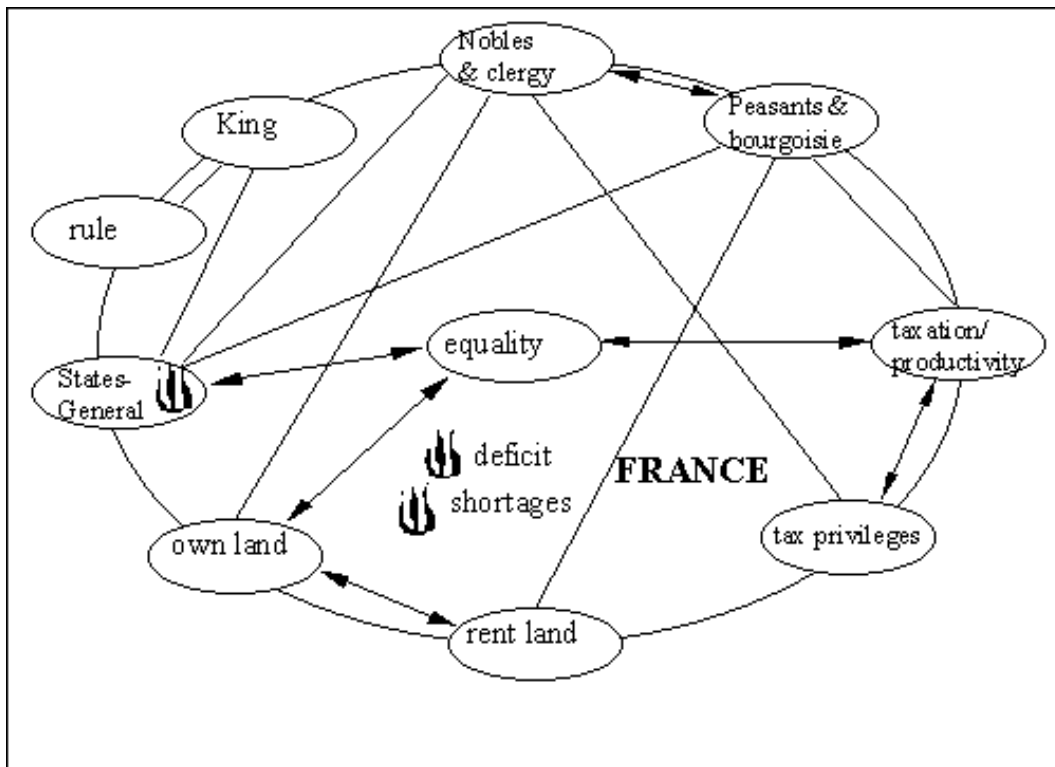 Nobles
& clergy
King
Peasants &
bourgoisie
rule
equality
taxation/
productivity
States-
General
deficit
shortages
FRANCE
own land
tax privileges
rent land